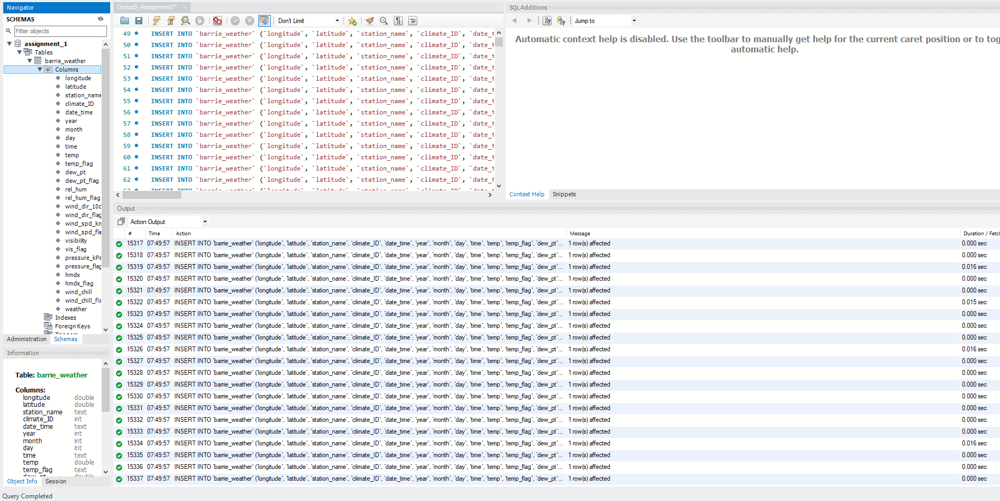 Navigator
SCHEMAS
Filter objects
assignment_1
Tables
barrie_weather
Columns
longitude
latitude
station_name
climate_ID
date_time
year
month
day
time
temp
temp_flag
dew_pt
dew_pt_flag
rel_hum
rel_hum_flag
wind_dir_10d
wind_dir_flag
wind_spd_kn
wind_spd_fla
visibility
vis_flag
pressure_kPa
pressure_flag
hmdx
hmdx_flag
wind_chill
wind_chill_fla
weather
Indexes
Foreign Keys
Administration Schemas
Information
Table: barrie_weather
Columns:
longitude double
latitude double
station_name text
climate_ID int
date_time text
year int
month int
day int
time text
temp double
temp_flag text
dew_pt double
Object Info Session
Query Completed
Group9_Assignment1*
Don't Limit
49 INSERT INTO `barrie_weather` (`longitude`, `latitude`, `station_name`, `climate_ID`, `date_t
50 INSERT INTO `barrie_weather` (`longitude`, `latitude`, `station_name`, `climate_ID`, `date_t
51 INSERT INTO `barrie_weather` (`longitude`, `latitude`, `station_name`, `climate_ID`, `date_t
52 INSERT INTO `barrie_weather` (`longitude`, `latitude`, `station_name`, `climate_ID`, `date_t
53 INSERT INTO `barrie_weather` (`longitude`, `latitude`, `station_name`, `climate_ID`, `date_t
54 INSERT INTO `barrie_weather` (`longitude`, `latitude`, `station_name`, `climate_ID`, `date_t
55 INSERT INTO `barrie_weather` (`longitude`, `latitude`, `station_name`, `climate_ID`, `date_t
56 INSERT INTO `barrie_weather` (`longitude`, `latitude`, `station_name`, `climate_ID`, `date_t
57 INSERT INTO `barrie_weather` (`longitude`, `latitude`, `station_name`, `climate_ID`, `date_t
58 INSERT INTO `barrie_weather` (`longitude`, `latitude`, `station_name`, `climate_ID`, `date_t
59 INSERT INTO `barrie_weather` (`longitude`, `latitude`, `station_name`, `climate_ID`, `date_t
60 INSERT INTO `barrie_weather` (`longitude`, `latitude`, `station_name`, `climate_ID`, `date_t
61 INSERT INTO `barrie_weather` (`longitude`, `latitude`, `station_name`, `climate_ID`, `date_t
62 INSERT INTO `barrie_weather` (`longitude`, `latitude`, `station_name`, `climate_ID`, `date_t
SQLAdditions
Jump to
Automatic context help is disabled. Use the toolbar to manually get help for the current caret position or to tog
automatic help.
Context Help Snippets
Output
Action Output
# Time Action Message Duration / Fetch
15317 07:49:57 INSERT INTO `barrie_weather` (`longitude`, `latitude`, `station_name`, `climate_ID`, `date_time`, `year`, `month`, `day`, `time`, `temp`, `temp_flag`, `dew_pt`... 1 row(s) affected 0.000 sec
15318 07:49:57 INSERT INTO `barrie_weather` (`longitude`, `latitude`, `station_name`, `climate_ID`, `date_time`, `year`, `month`, `day`, `time`, `temp`, `temp_flag`, `dew_pt`... 1 row(s) affected 0.000 sec
15319 07:49:57 INSERT INTO `barrie_weather` (`longitude`, `latitude`, `station_name`, `climate_ID`, `date_time`, `year`, `month`, `day`, `time`, `temp`, `temp_flag`, `dew_pt`... 1 row(s) affected 0.016 sec
15320 07:49:57 INSERT INTO `barrie_weather` (`longitude`, `latitude`, `station_name`, `climate_ID`, `date_time`, `year`, `month`, `day`, `time`, `temp`, `temp_flag`, `dew_pt`... 1 row(s) affected 0.000 sec
15321 07:49:57 INSERT INTO `barrie_weather` (`longitude`, `latitude`, `station_name`, `climate_ID`, `date_time`, `year`, `month`, `day`, `time`, `temp`, `temp_flag`, `dew_pt`... 1 row(s) affected 0.000 sec
15322 07:49:57 INSERT INTO `barrie_weather` (`longitude`, `latitude`, `station_name`, `climate_ID`, `date_time`, `year`, `month`, `day`, `time`, `temp`, `temp_flag`, `dew_pt`... 1 row(s) affected 0.015 sec
15323 07:49:57 INSERT INTO `barrie_weather` (`longitude`, `latitude`, `station_name`, `climate_ID`, `date_time`, `year`, `month`, `day`, `time`, `temp`, `temp_flag`, `dew_pt`... 1 row(s) affected 0.000 sec
15324 07:49:57 INSERT INTO `barrie_weather` (`longitude`, `latitude`, `station_name`, `climate_ID`, `date_time`, `year`, `month`, `day`, `time`, `temp`, `temp_flag`, `dew_pt`... 1 row(s) affected 0.000 sec
15325 07:49:57 INSERT INTO `barrie_weather` (`longitude`, `latitude`, `station_name`, `climate_ID`, `date_time`, `year`, `month`, `day`, `time`, `temp`, `temp_flag`, `dew_pt`... 1 row(s) affected 0.000 sec
15326 07:49:57 INSERT INTO `barrie_weather` (`longitude`, `latitude`, `station_name`, `climate_ID`, `date_time`, `year`, `month`, `day`, `time`, `temp`, `temp_flag`, `dew_pt`... 1 row(s) affected 0.016 sec
15327 07:49:57 INSERT INTO `barrie_weather` (`longitude`, `latitude`, `station_name`, `climate_ID`, `date_time`, `year`, `month`, `day`, `time`, `temp`, `temp_flag`, `dew_pt`... 1 row(s) affected 0.000 sec
15328 07:49:57 INSERT INTO `barrie_weather` (`longitude`, `latitude`, `station_name`, `climate_ID`, `date_time`, `year`, `month`, `day`, `time`, `temp`, `temp_flag`, `dew_pt`... 1 row(s) affected 0.000 sec
15329 07:49:57 INSERT INTO `barrie_weather` (`longitude`, `latitude`, `station_name`, `climate_ID`, `date_time`, `year`, `month`, `day`, `time`, `temp`, `temp_flag`, `dew_pt`... 1 row(s) affected 0.000 sec
15330 07:49:57 INSERT INTO `barrie_weather` (`longitude`, `latitude`, `station_name`, `climate_ID`, `date_time`, `year`, `month`, `day`, `time`, `temp`, `temp_flag`, `dew_pt`... 1 row(s) affected 0.000 sec
15331 07:49:57 INSERT INTO `barrie_weather` (`longitude`, `latitude`, `station_name`, `climate_ID`, `date_time`, `year`, `month`, `day`, `time`, `temp`, `temp_flag`, `dew_pt`... 1 row(s) affected 0.000 sec
15332 07:49:57 INSERT INTO `barrie_weather` (`longitude`, `latitude`, `station_name`, `climate_ID`, `date_time`, `year`, `month`, `day`, `time`, `temp`, `temp_flag`, `dew_pt`... 1 row(s) affected 0.000 sec
15333 07:49:57 INSERT INTO `barrie_weather` (`longitude`, `latitude`, `station_name`, `climate_ID`, `date_time`, `year`, `month`, `day`, `time`, `temp`, `temp_flag`, `dew_pt`... 1 row(s) affected 0.000 sec
15334 07:49:57 INSERT INTO `barrie_weather` (`longitude`, `latitude`, `station_name`, `climate_ID`, `date_time`, `year`, `month`, `day`, `time`, `temp`, `temp_flag`, `dew_pt`... 1 row(s) affected 0.016 sec
15335 07:49:57 INSERT INTO `barrie_weather` (`longitude`, `latitude`, `station_name`, `climate_ID`, `date_time`, `year`, `month`, `day`, `time`, `temp`, `temp_flag`, `dew_pt`... 1 row(s) affected 0.000 sec
15336 07:49:57 INSERT INTO `barrie_weather` (`longitude`, `latitude`, `station_name`, `climate_ID`, `date_time`, `year`, `month`, `day`, `time`, `temp`, `temp_flag`, `dew_pt`... 1 row(s) affected 0.000 sec
15337 07:49:57 INSERT INTO `barrie_weather` (`longitude`, `latitude`, `station_name`, `climate_ID`, `date_time`, `year`, `month`, `day`, `time`, `temp`, `temp_flag`, `dew_pt`... 1 row(s) affected 0.000 sec